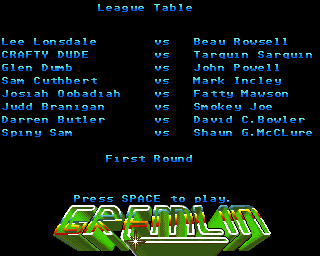 League Table
Lee Lonsdale vs Beau Rowsell
CRAFTY DUDE vs Tarquin Sarquin
Glen Dumb vs John Powell
Sam Cuthbert vs Mark Incley
Josiah Oobadiah vs Fatty Mawson
Judd Branigan vs Smokey Joe
Darren Butler vs David C.Bowler
Spiny Sam vs Shaun G.McClure
First Round
Press SPACE to play.
GREMLIN